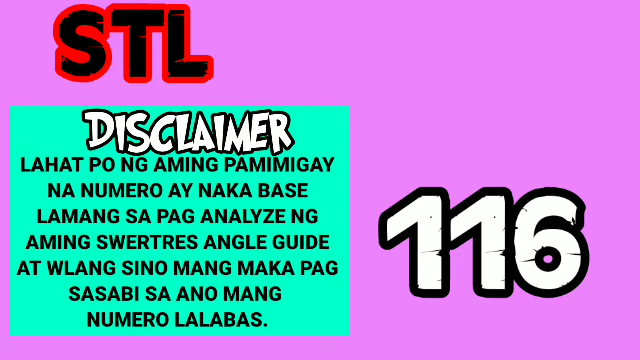 STL
DISCLAIMER
LAHAT PO NG AMING PAMIMIGAY
NA NUMERO AY NAKA BASE
LAMANG SA PAG ANALYZE NG
AMING SWERTRES ANGLE GUIDE
AT WLANG SINO MANG MAKA PAG
SASABI SA ANO MANG
NUMERO LALABAS.
116